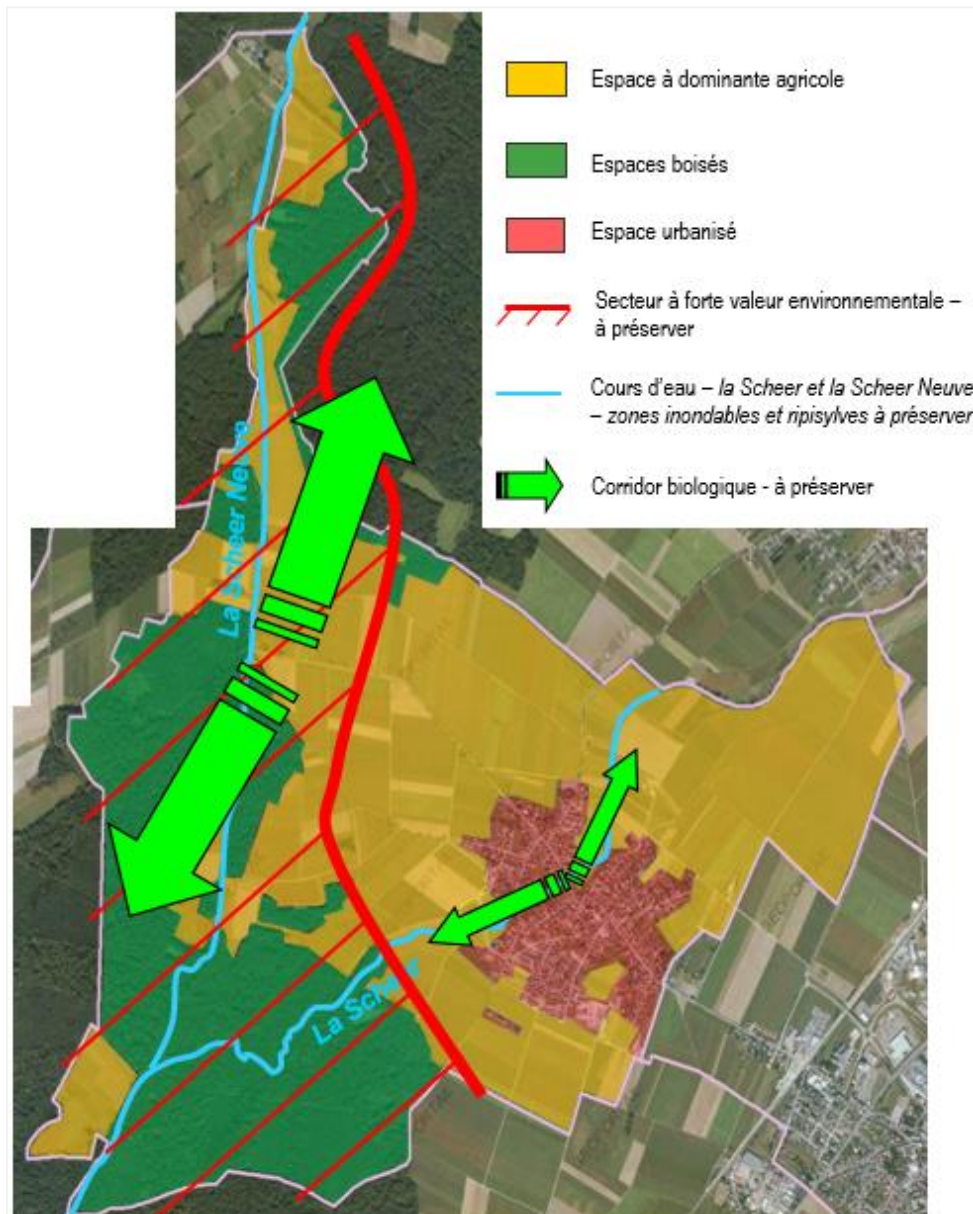 Espace à dominante agricole
Espaces boisés
Espace urbanisé
Secteur à forte valeur environnementale –
à préserver
Cours d'eau – la Scheer et la Scheer Neuve
– zones inondables et ripisylves à préserver
Corridor biologique - à préserver
La Scheer Neuve
La Scheer